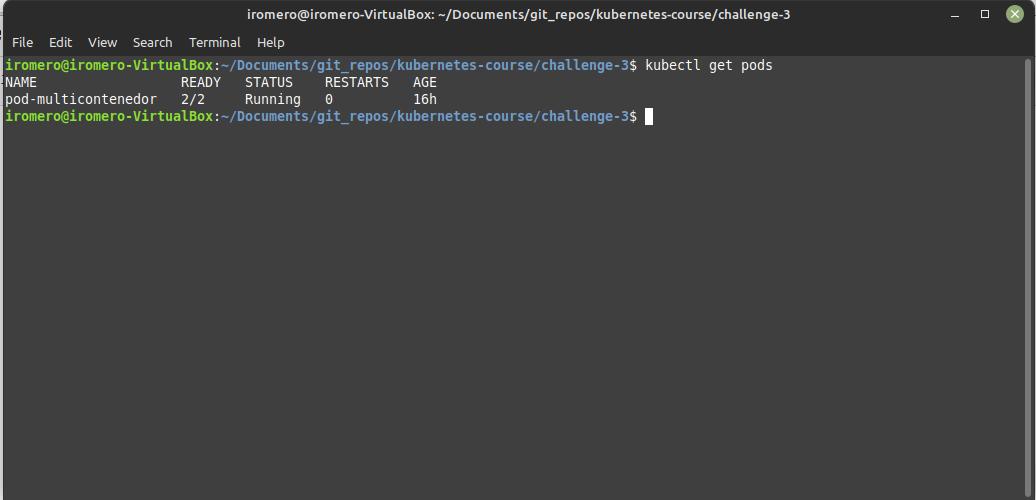 iromero@iromero-VirtualBox: ~/Documents/git_repos/kubernetes-course/challenge-3
File Edit View Search Terminal Help
iromero@iromero-VirtualBox:~/Documents/git_repos/kubernetes-course/challenge-3$ kubectl get pods
NAME READY STATUS RESTARTS AGE
pod-multicontenedor 2/2 Running 0 16h
iromero@iromero-VirtualBox:~/Documents/git_repos/kubernetes-course/challenge-3$